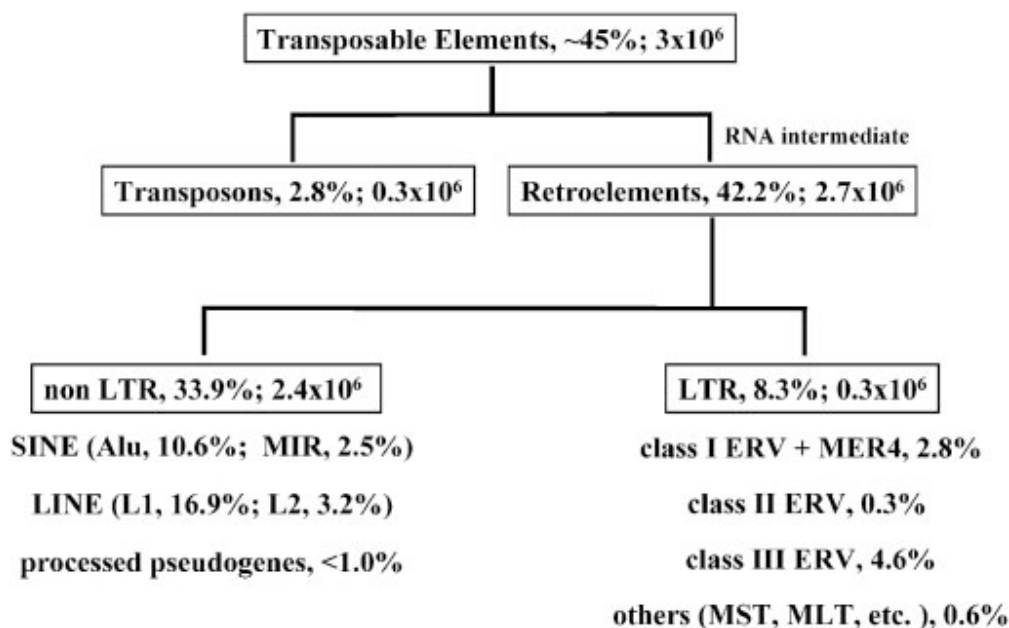 Transposable Elements, ~45%; 3x10⁶
RNA intermediate
Transposons, 2.8%; 0.3x10⁶
Retroelements, 42.2%; 2.7x10⁶
non LTR, 33.9%; 2.4x10⁶
SINE (Alu, 10.6%; MIR, 2.5%)
LINE (L1, 16.9%; L2, 3.2%)
processed pseudogenes, <1.0%
LTR, 8.3%; 0.3x10⁶
class I ERV + MER4, 2.8%
class II ERV, 0.3%
class III ERV, 4.6%
others (MST, MLT, etc. ), 0.6%